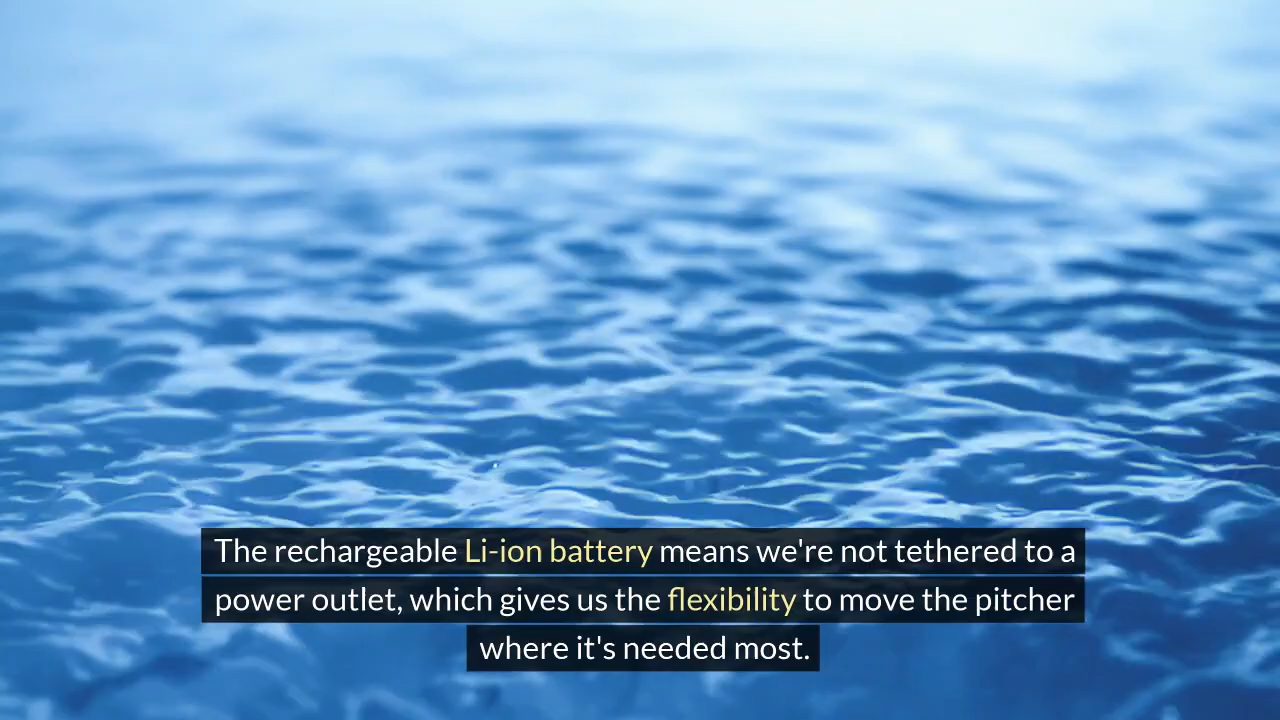 The rechargeable Li-ion battery means we're not tethered to a
power outlet, which gives us the flexibility to move the pitcher
where it's needed most.